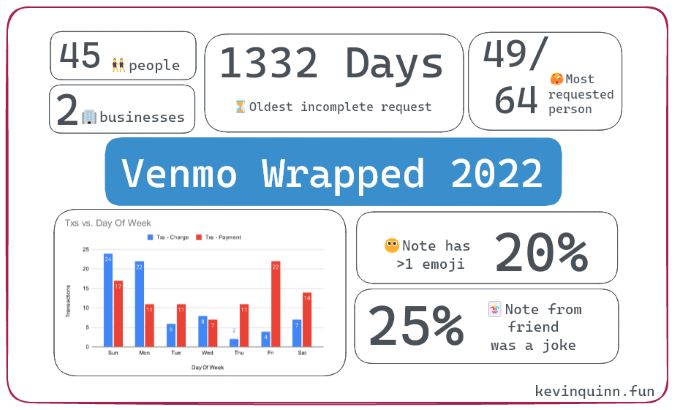 45 👯people
2🏢businesses
1332 Days
⏳Oldest incomplete request
49/
64
🥵Most
requested
person
Venmo Wrapped 2022
Txs vs. Day Of Week
Txs - Charge Txs - Payment
Transactions
25
20
15
10
5
0
24 17
22 11
6 11
8 7
2 11
4 22
7 14
Sun Mon Tue Wed Thu Fri Sat
Day Of Week
Note has
>1 emoji
20%
25%
🃏Note from
friend
was a joke
kevinquinn.fun